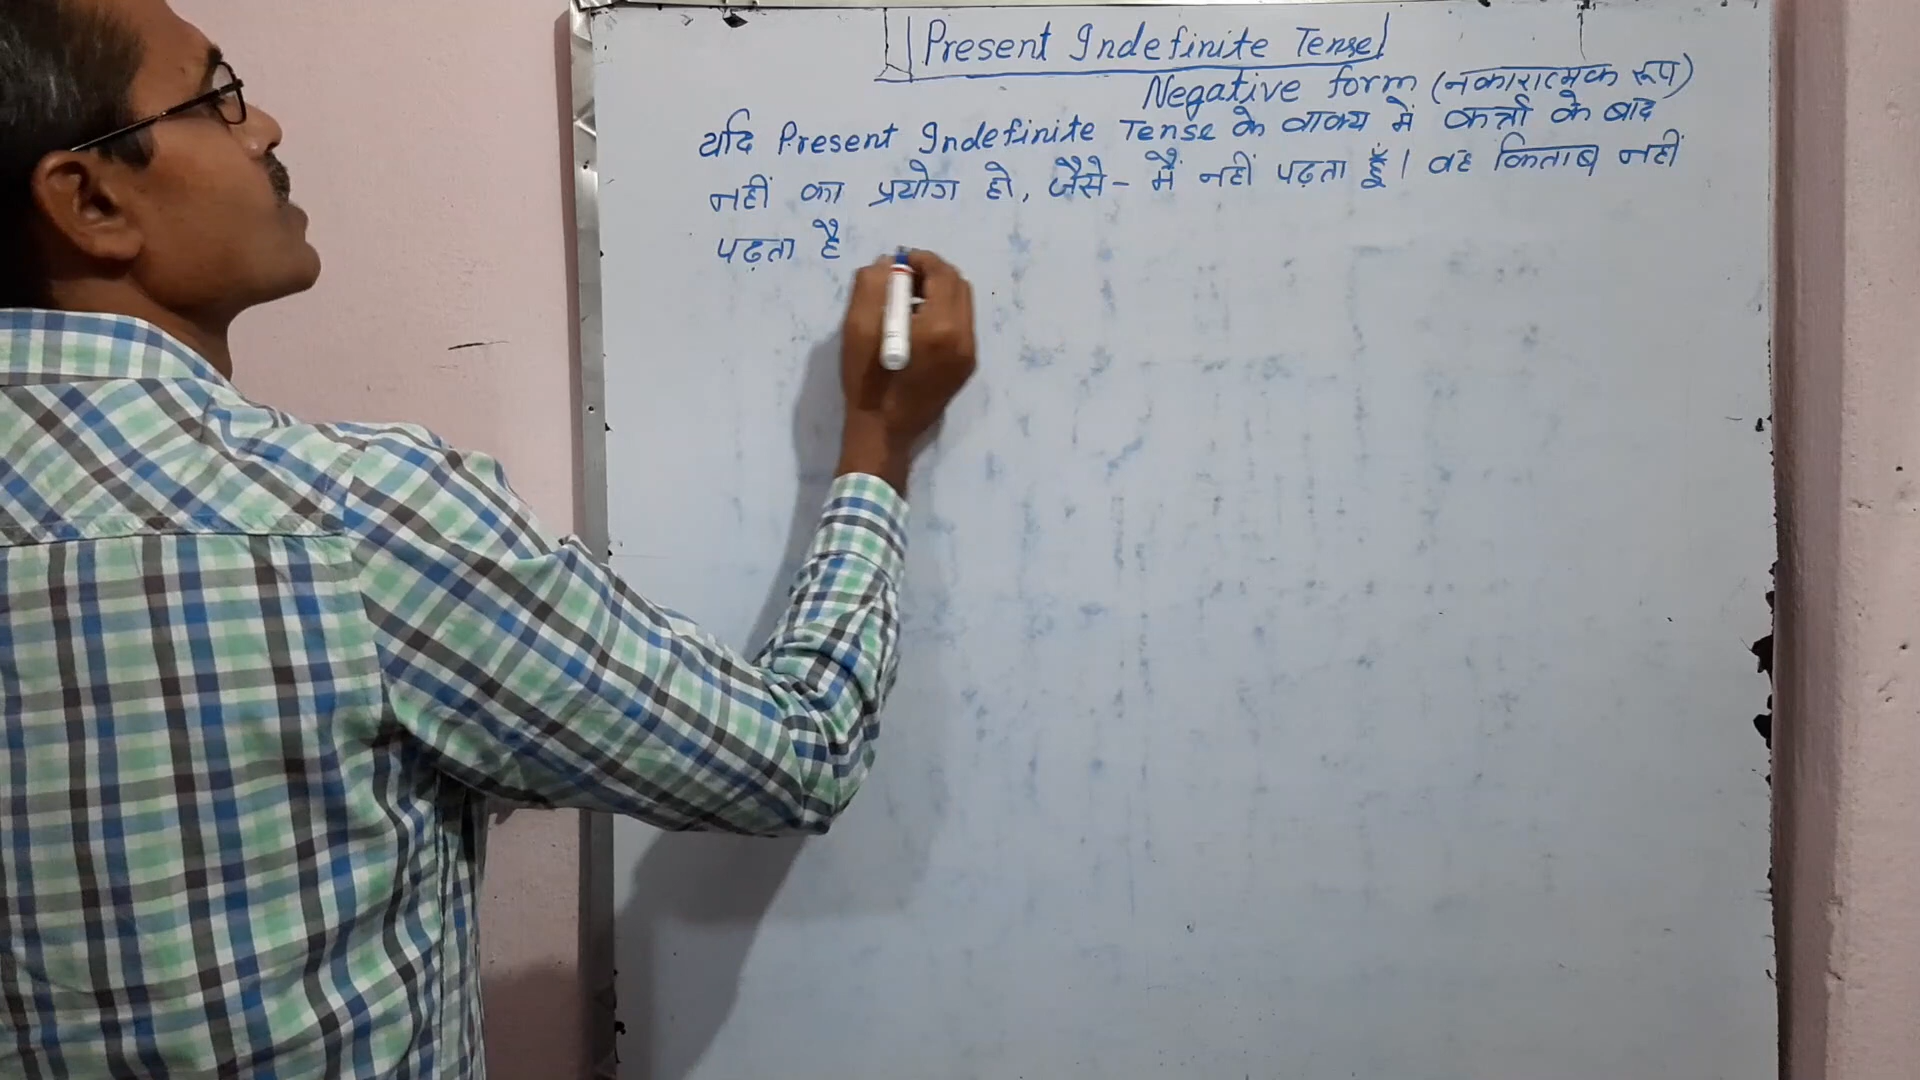 Present Indefinite Tense
Negative form (नकारात्मक रूप)
यदि Present Indefinite Tense के वाक्य में कर्त्ता के बाद
नहीं का प्रयोग हो, जैसे- मैं नहीं पढ़ता हूँ। वह किताब नहीं
पढ़ता है